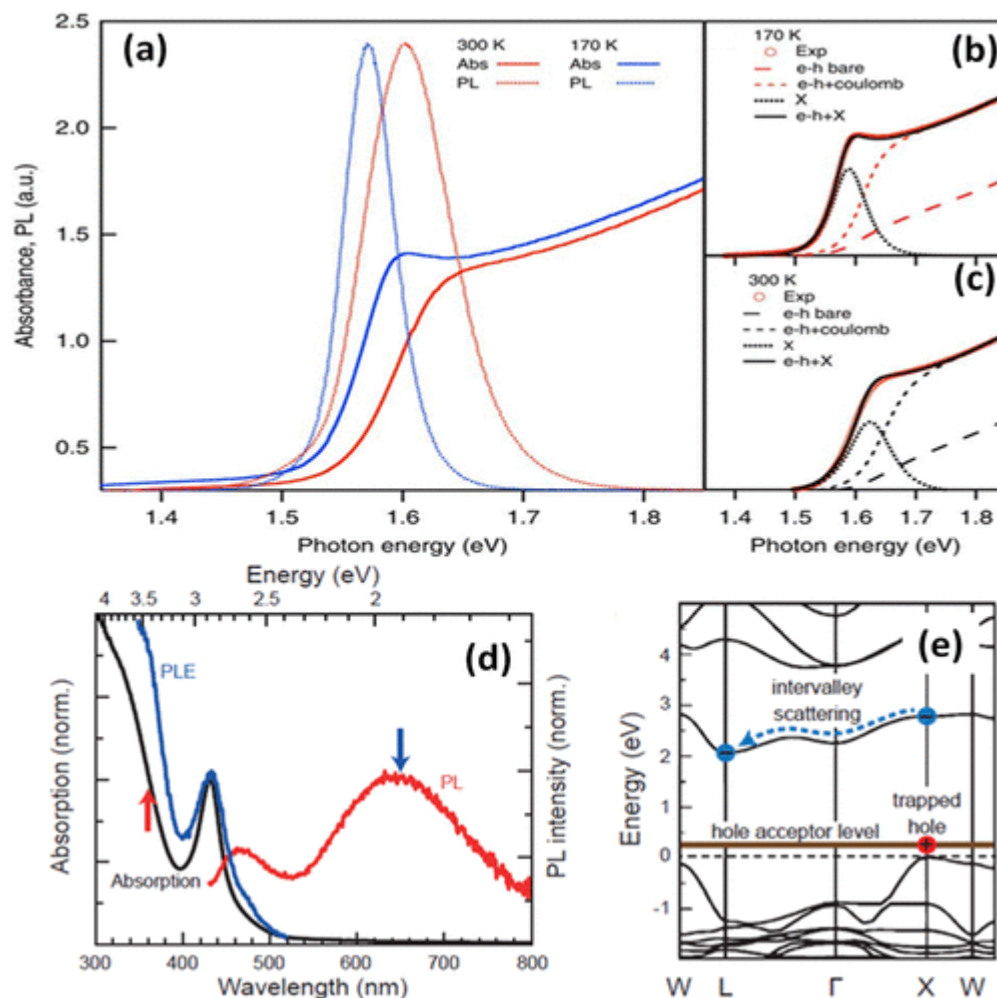 (a)
2.5
2.0
1.5
1.0
0.5
Absorbance, PL (a.u.)
300 K 170 K
Abs Abs
PL PL
1.4 1.5 1.6 1.7 1.8
Photon energy (eV)
(b)
170 K
Exp
e-h bare
e-h+coulomb
X
e-h+X
(c)
300 K
Exp
e-h bare
e-h+coulomb
X
e-h+X
1.4 1.5 1.6 1.7 1.8
Photon energy (eV)
Energy (eV)
4 3.5 3 2.5 2
(d)
PLE
PL
Absorption
Absorption (norm.)
PL intensity (norm.)
300 400 500 600 700 800
Wavelength (nm)
(e)
Energy (eV)
4
3
2
1
0
-1
intervalley
scattering
trapped
hole
hole acceptor level
W L Γ X W